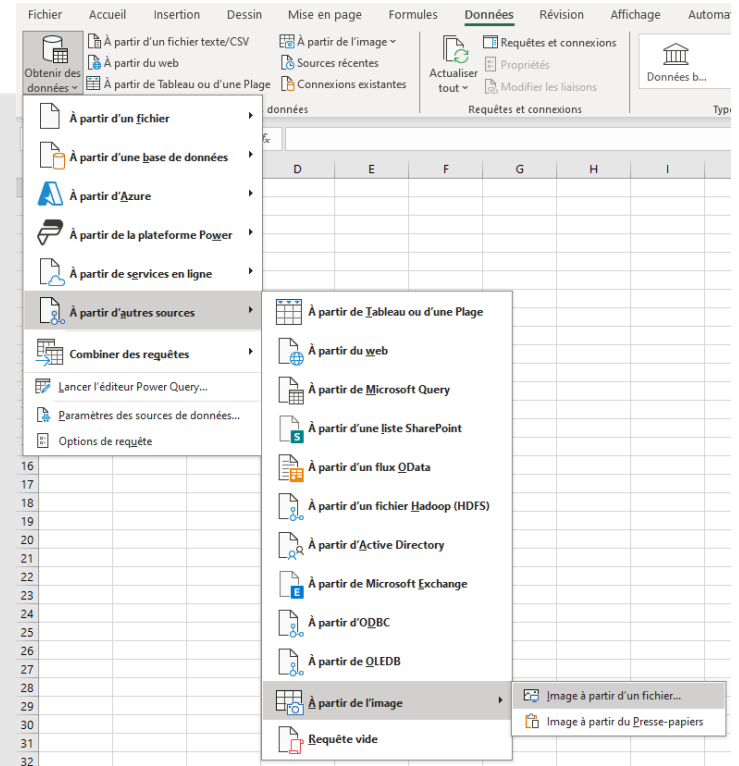 Fichier Accueil Insertion Dessin Mise en page Formules Données Révision Affichage Automat
Obtenir des données
À partir d'un fichier texte/CSV
À partir du web
À partir de Tableau ou d'une Plage
À partir de l'image
Sources récentes
Connexions existantes
données
Actualiser tout
Requêtes et connexions
Propriétés
Modifier les liaisons
Requêtes et connexions
Données b...
Type
fx
D E F G H I
À partir d'un fichier
À partir d'une base de données
À partir d'Azure
À partir de la plateforme Power
À partir de services en ligne
À partir d'autres sources
Combiner des requêtes
Lancer l'éditeur Power Query...
Paramètres des sources de données...
Options de requête
À partir de Tableau ou d'une Plage
À partir du web
À partir de Microsoft Query
À partir d'une liste SharePoint
À partir d'un flux OData
À partir d'un fichier Hadoop (HDFS)
À partir d'Active Directory
À partir de Microsoft Exchange
À partir d'ODBC
À partir de OLEDB
À partir de l'image
Requête vide
Image à partir d'un fichier...
Image à partir du Presse-papiers
16
17
18
19
20
21
22
23
24
25
26
27
28
29
30
31
32